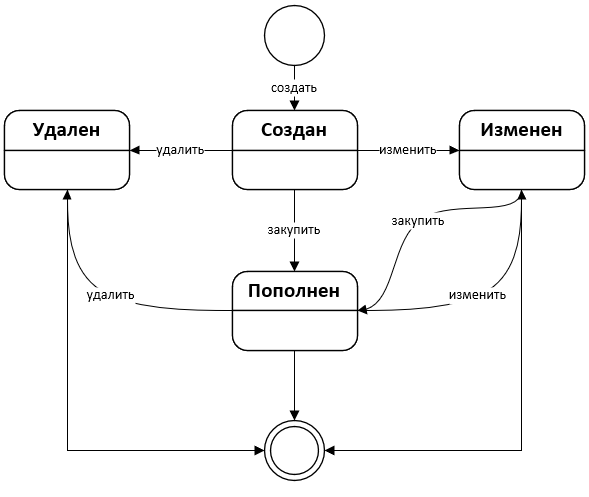 создать
Удален
Создан
Изменен
удалить
изменить
закупить
закупить
Пополнен
удалить
изменить